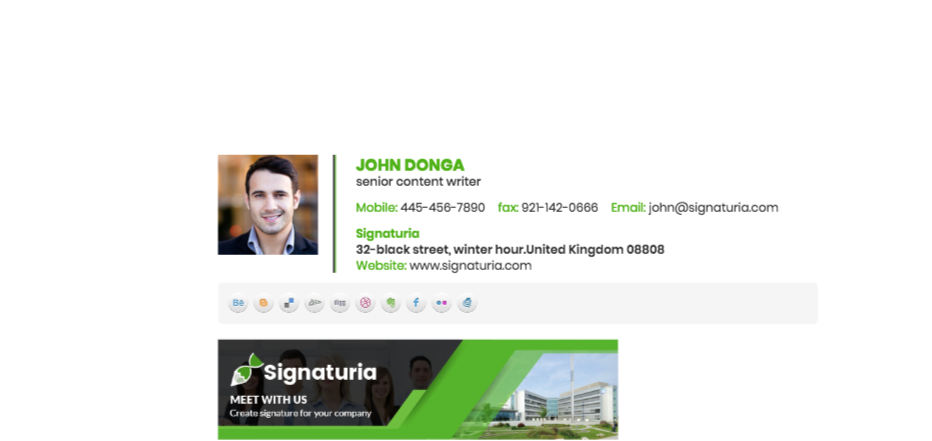 JOHN DONGA
senior content writer
Mobile: 445-456-7890 fax: 921-142-0666 Email: john@signaturia.com
Signaturia
32-black street, winter hour.United Kingdom 08808
Website: www.signaturia.com
Bē
Signaturia
MEET WITH US
Create signature for your company